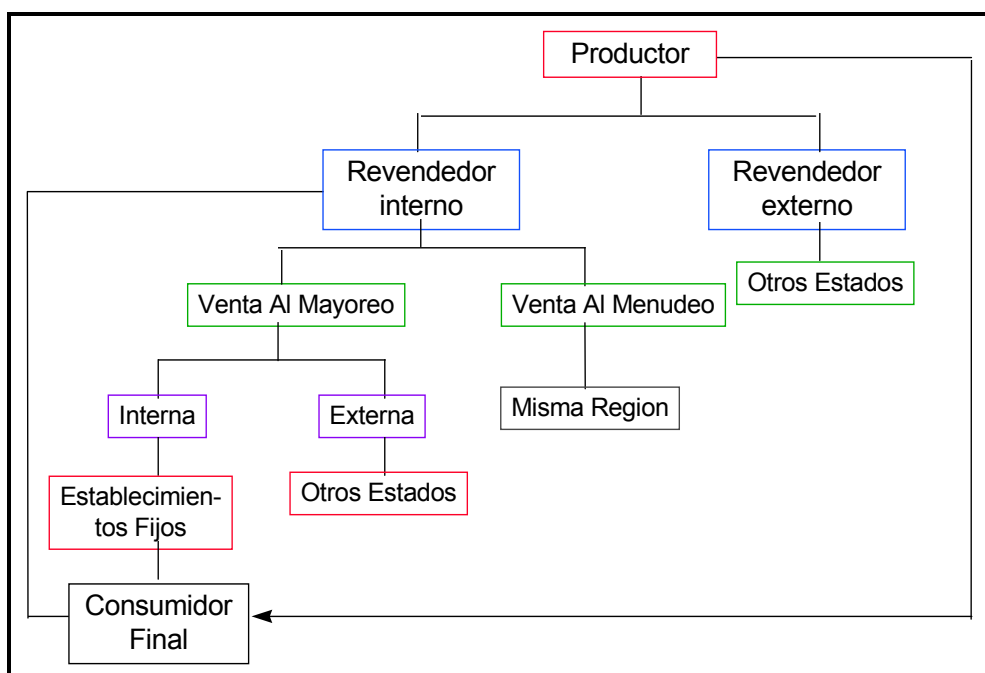 Productor
Revendedor
interno
Revendedor
externo
Otros Estados
Venta Al Mayoreo
Venta Al Menudeo
Interna
Externa
Misma Region
Establecimien-
tos Fijos
Otros Estados
Consumidor
Final